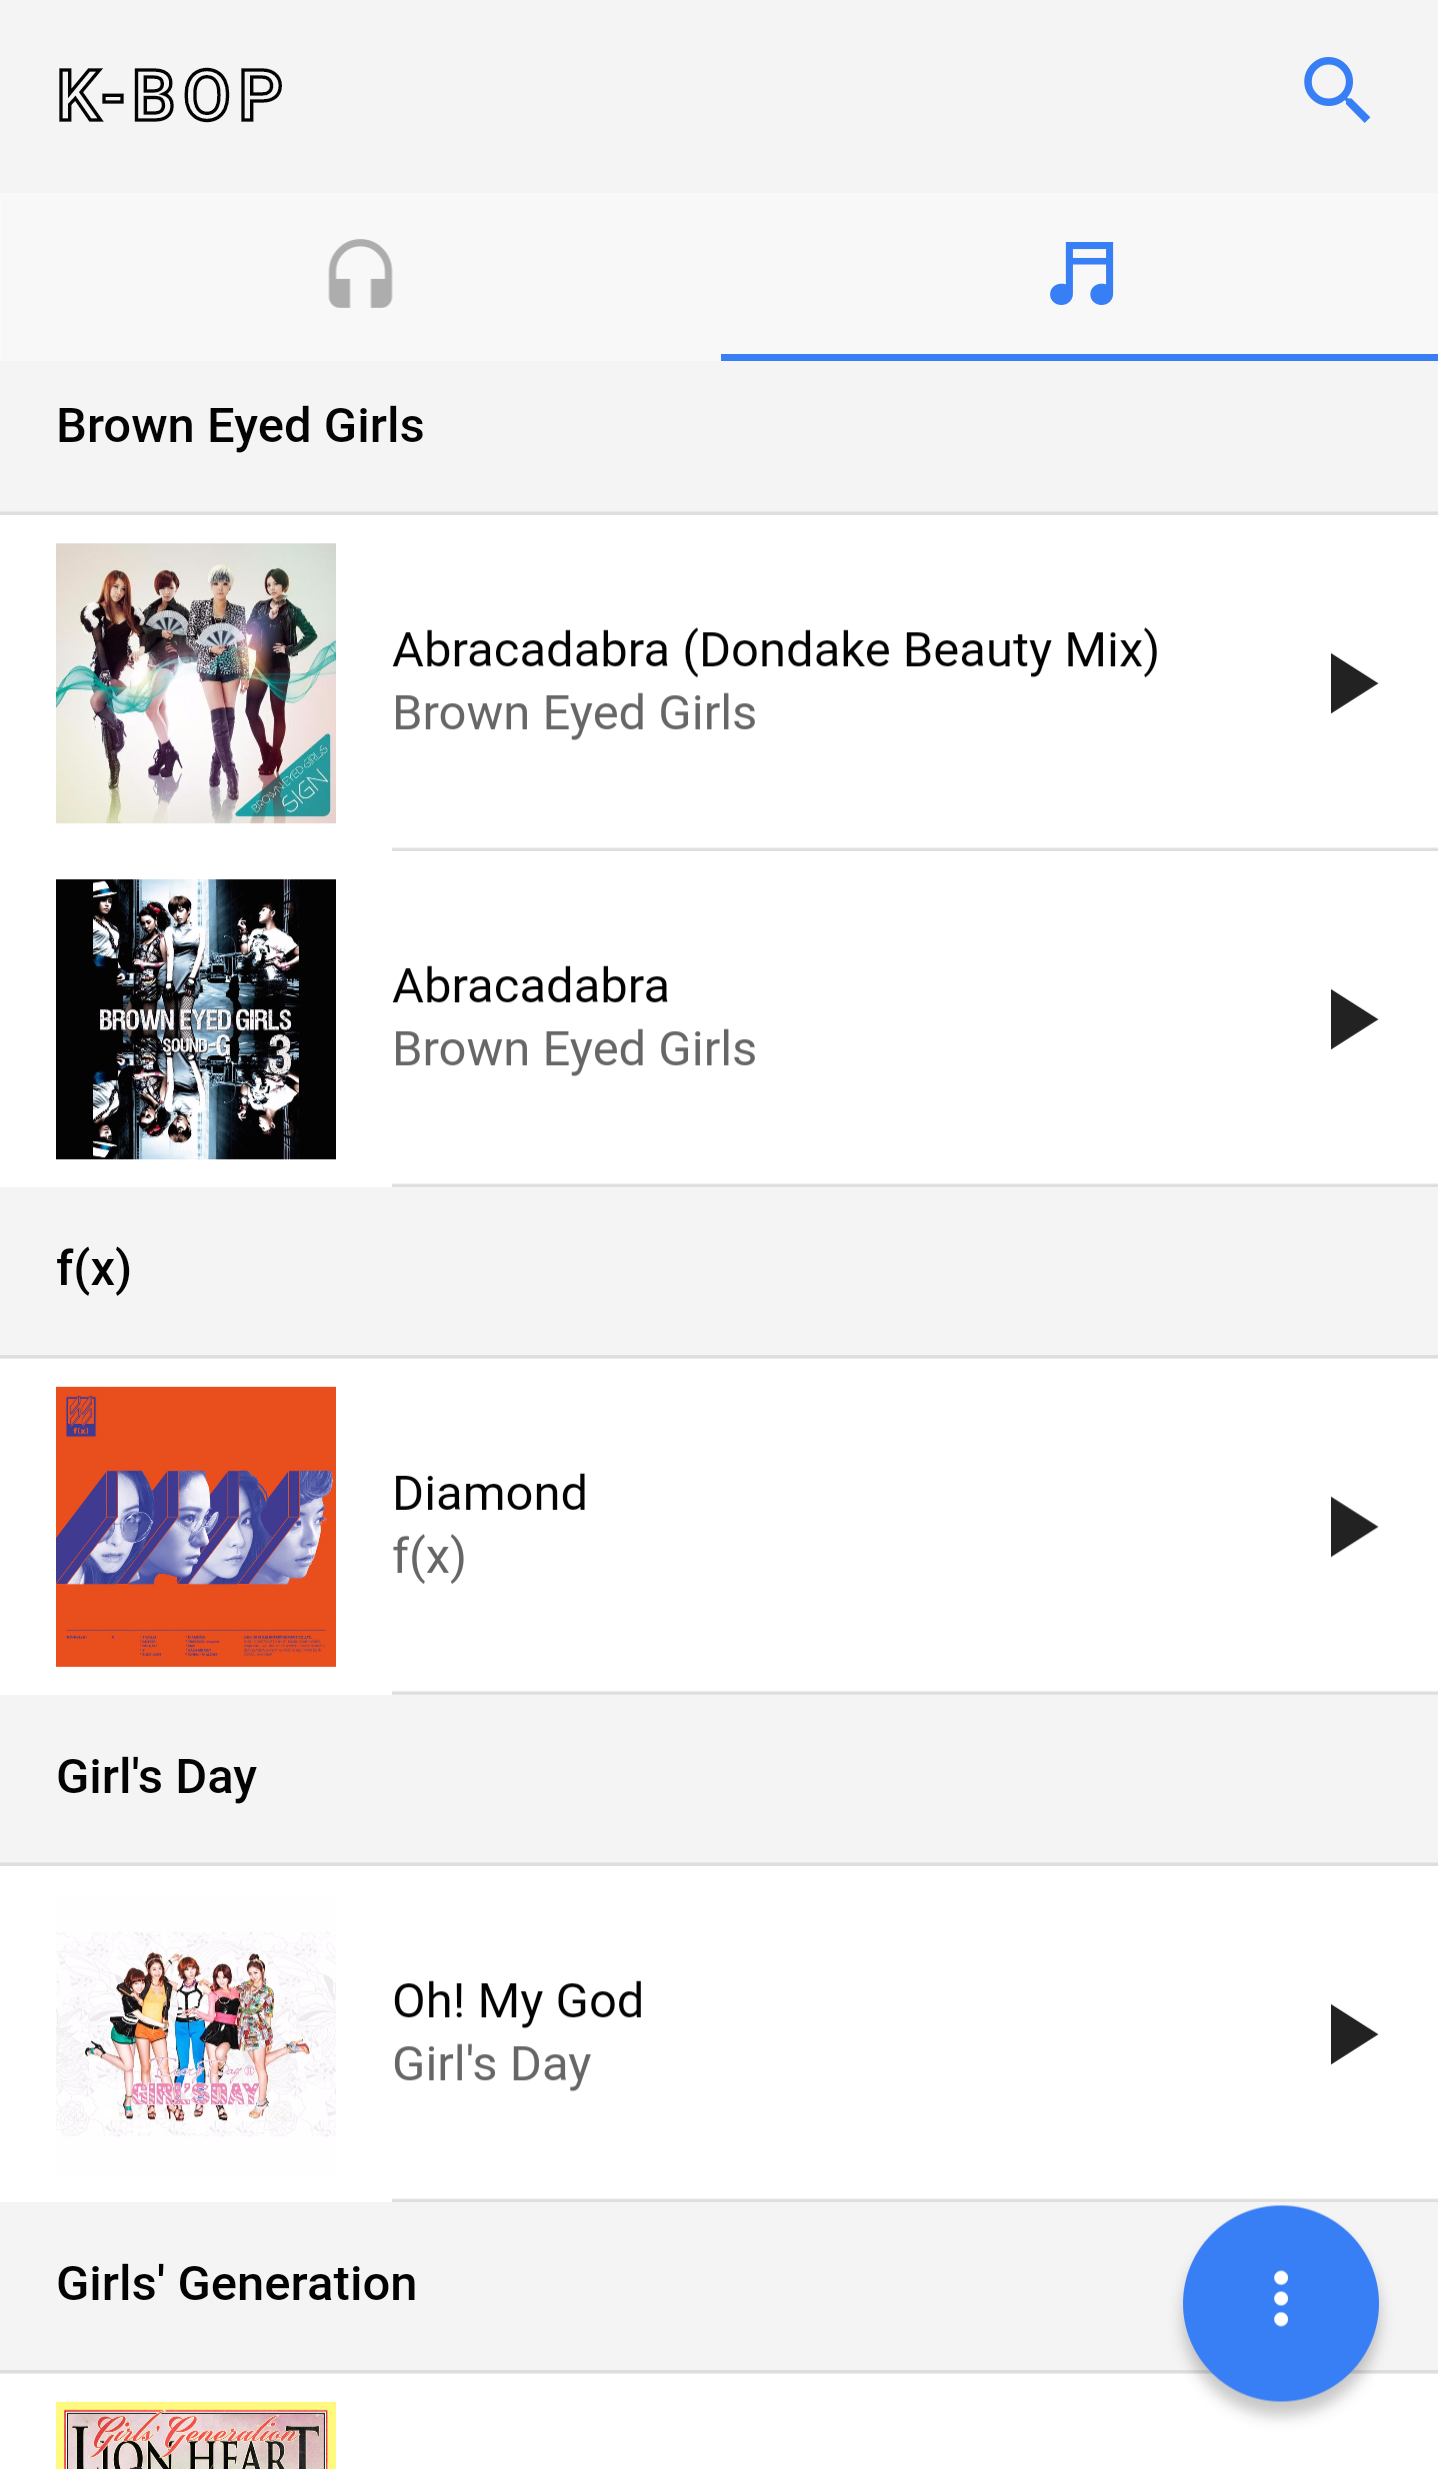 K-BOP
Brown Eyed Girls
Abracadabra (Dondake Beauty Mix)
Brown Eyed Girls
BROWN EYED GIRLS
SIGN
Abracadabra
Brown Eyed Girls
BROWN EYED GIRLS
SOUND-G 3
f(x)
f(x)
Diamond
f(x)
Girl's Day
Oh! My God
Girl's Day
GIRL'S DAY
Girls' Generation
Girls' Generation
LION HEART